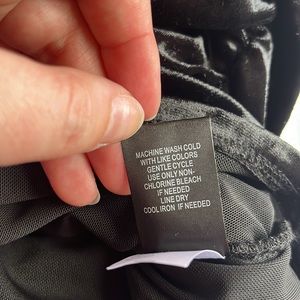 MACHINE WASH COLD
WITH LIKE COLORS
GENTLE CYCLE
USE ONLY NON-
CHLORINE BLEACH
IF NEEDED
LINE DRY
COOL IRON IF NEEDED